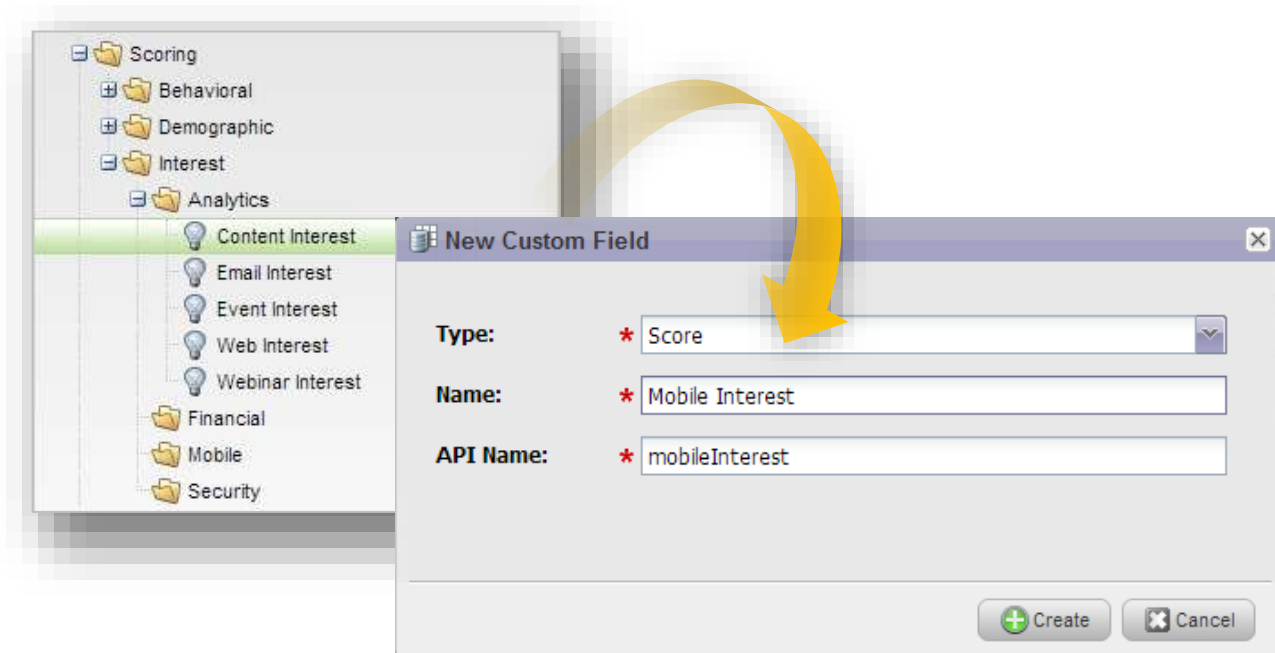 Scoring
Behavioral
Demographic
Interest
Analytics
Content Interest
Email Interest
Event Interest
Web Interest
Webinar Interest
Financial
Mobile
Security
New Custom Field
Type: * Score
Name: * Mobile Interest
API Name: * mobileInterest
Create Cancel